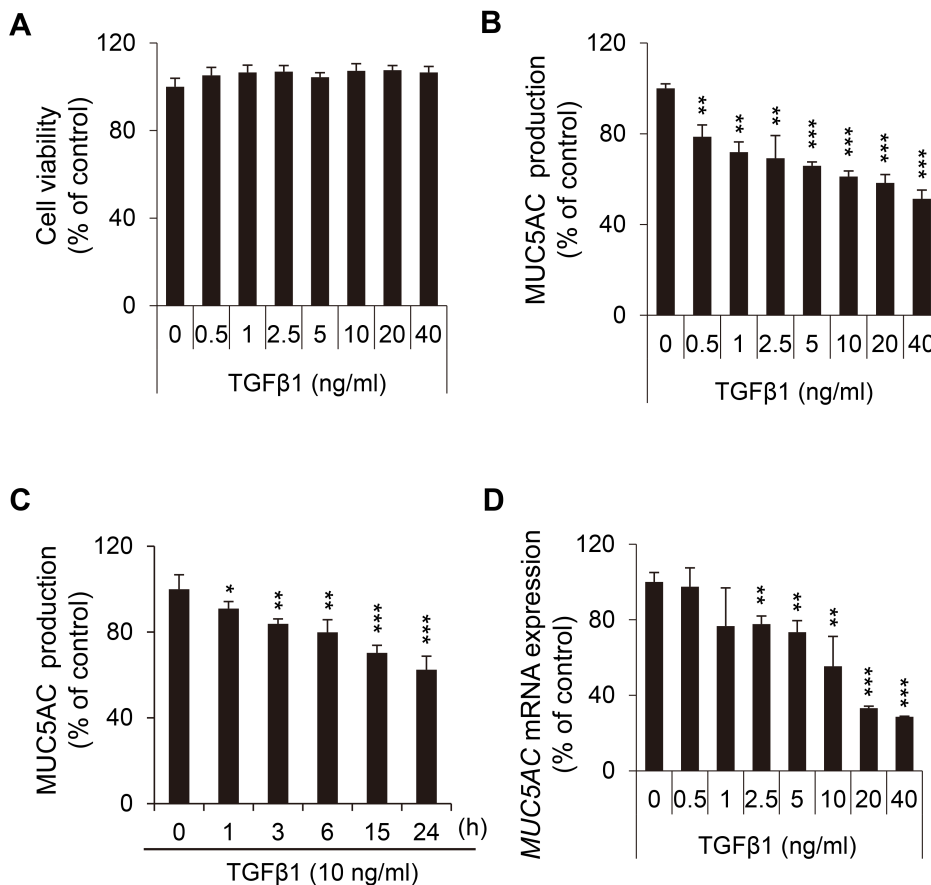 A
Cell viability
(% of control)
120
80
40
0
0 0.5 1 2.5 5 10 20 40
TGFβ1 (ng/ml)
B
MUC5AC production
(% of control)
120
80
40
0
** ** ** *** *** *** ***
0 0.5 1 2.5 5 10 20 40
TGFβ1 (ng/ml)
C
MUC5AC production
(% of control)
120
80
40
0
* ** ** *** ***
0 1 3 6 15 24 (h)
TGFβ1 (10 ng/ml)
D
MUC5AC mRNA expression
(% of control)
120
80
40
0
** ** ** *** ***
0 0.5 1 2.5 5 10 20 40
TGFβ1 (ng/ml)